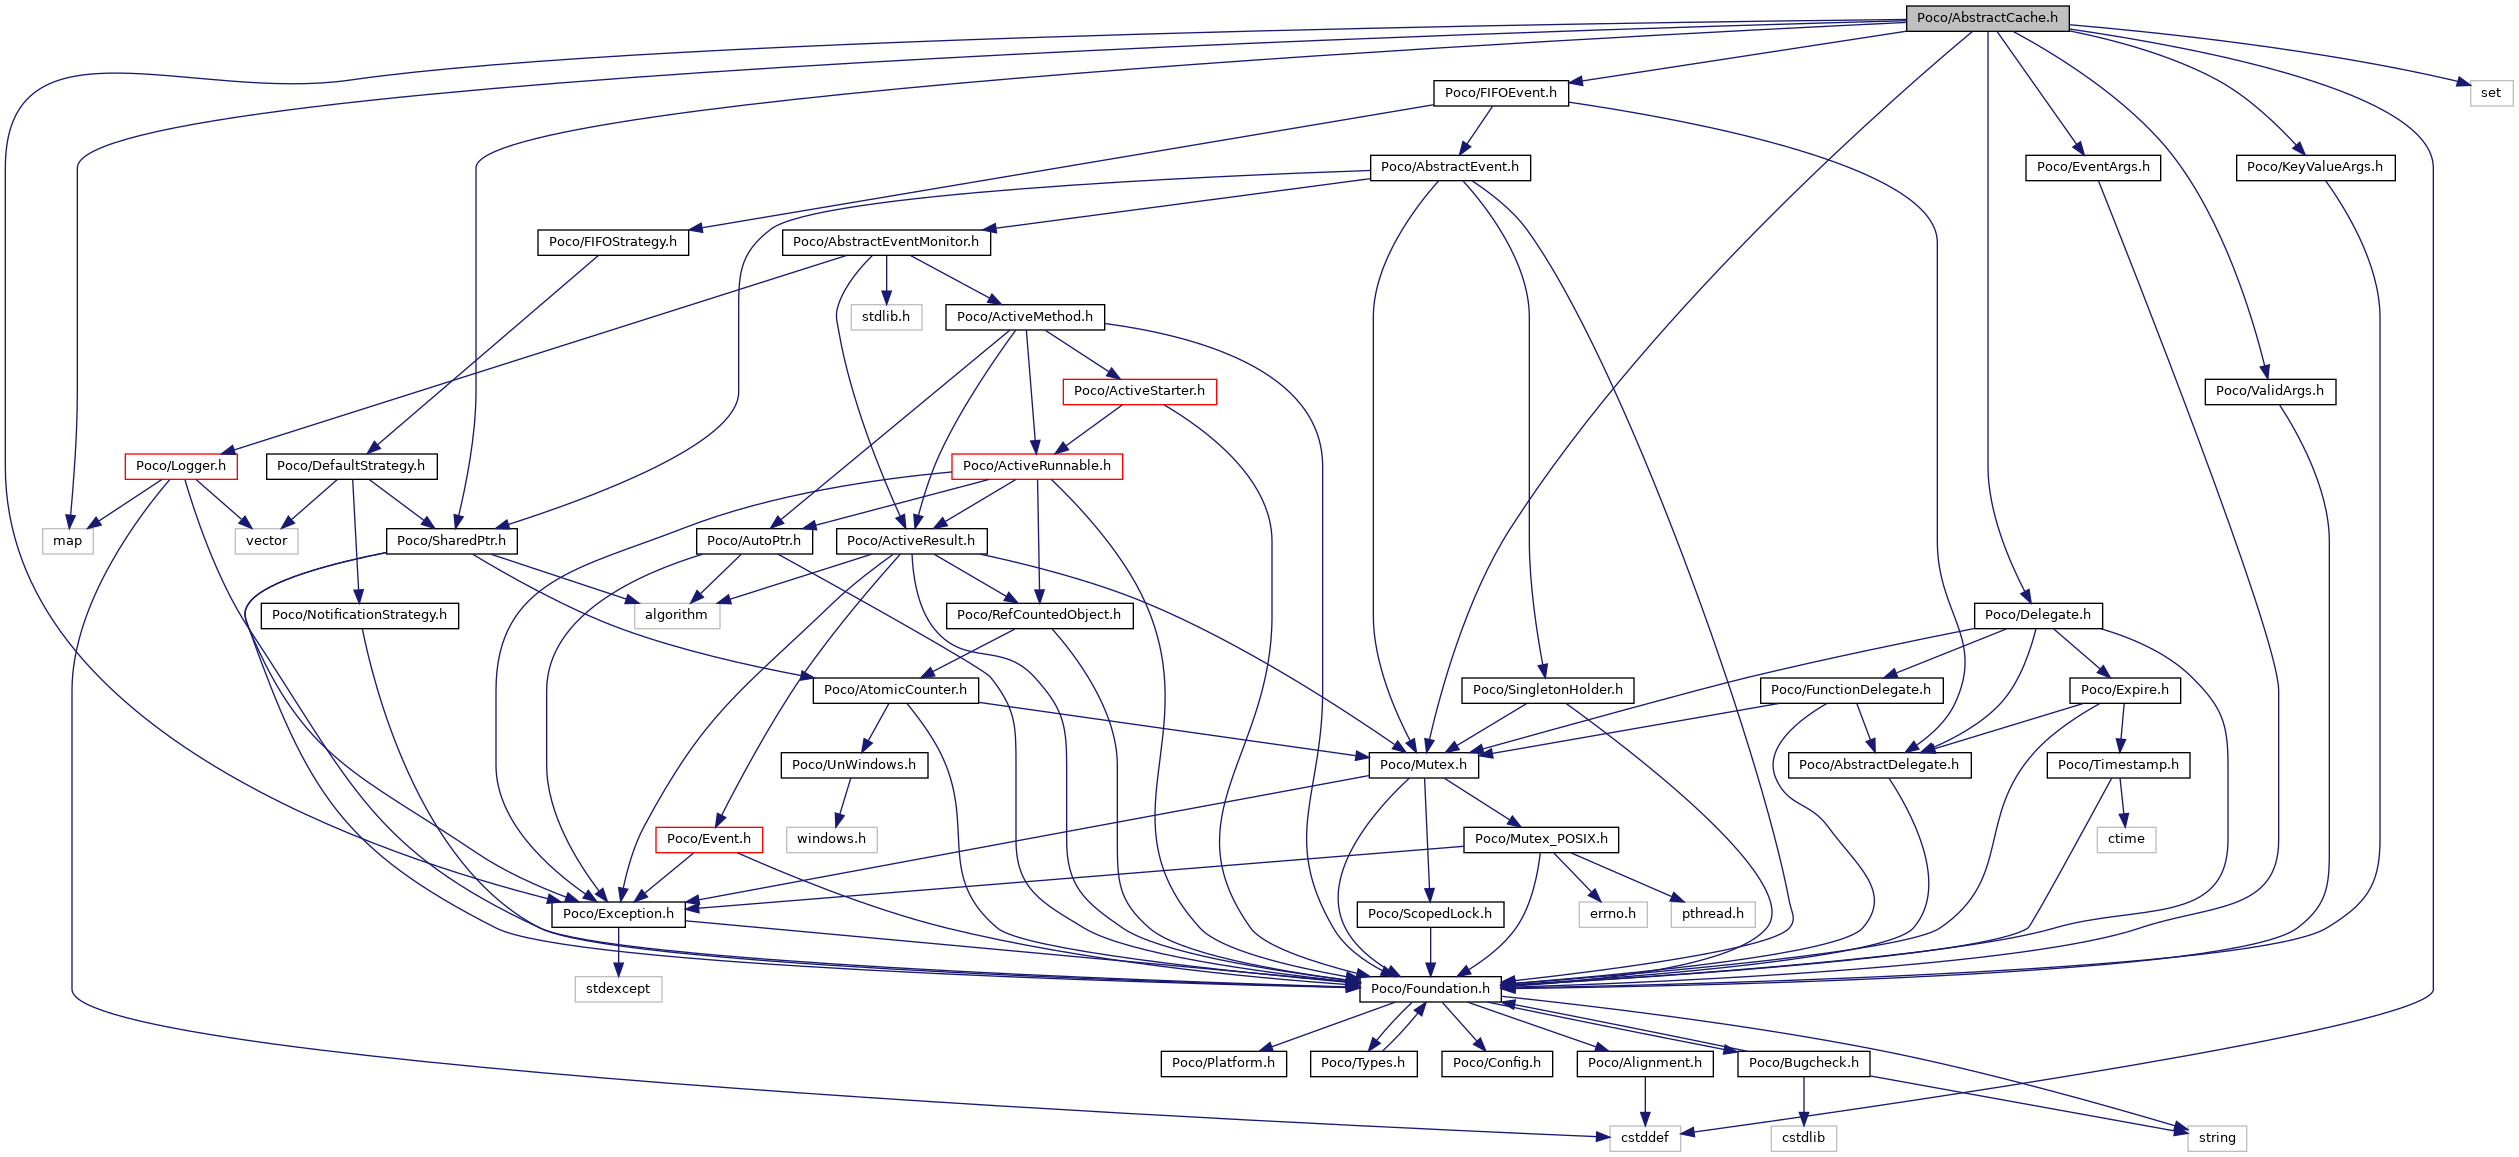 Poco/AbstractCache.h
Poco/FIFOEvent.h
set
Poco/AbstractEvent.h
Poco/EventArgs.h
Poco/KeyValueArgs.h
Poco/FIFOStrategy.h
Poco/AbstractEventMonitor.h
stdlib.h
Poco/ActiveMethod.h
Poco/ActiveStarter.h
Poco/ValidArgs.h
Poco/Logger.h
Poco/DefaultStrategy.h
Poco/ActiveRunnable.h
map
vector
Poco/SharedPtr.h
Poco/AutoPtr.h
Poco/ActiveResult.h
Poco/NotificationStrategy.h
algorithm
Poco/RefCountedObject.h
Poco/Delegate.h
Poco/AtomicCounter.h
Poco/SingletonHolder.h
Poco/FunctionDelegate.h
Poco/Expire.h
Poco/UnWindows.h
Poco/Mutex.h
Poco/AbstractDelegate.h
Poco/Timestamp.h
Poco/Event.h
windows.h
Poco/Mutex_POSIX.h
ctime
Poco/Exception.h
Poco/ScopedLock.h
errno.h
pthread.h
stdexcept
Poco/Foundation.h
Poco/Platform.h
Poco/Types.h
Poco/Config.h
Poco/Alignment.h
Poco/Bugcheck.h
cstddef
cstdlib
string